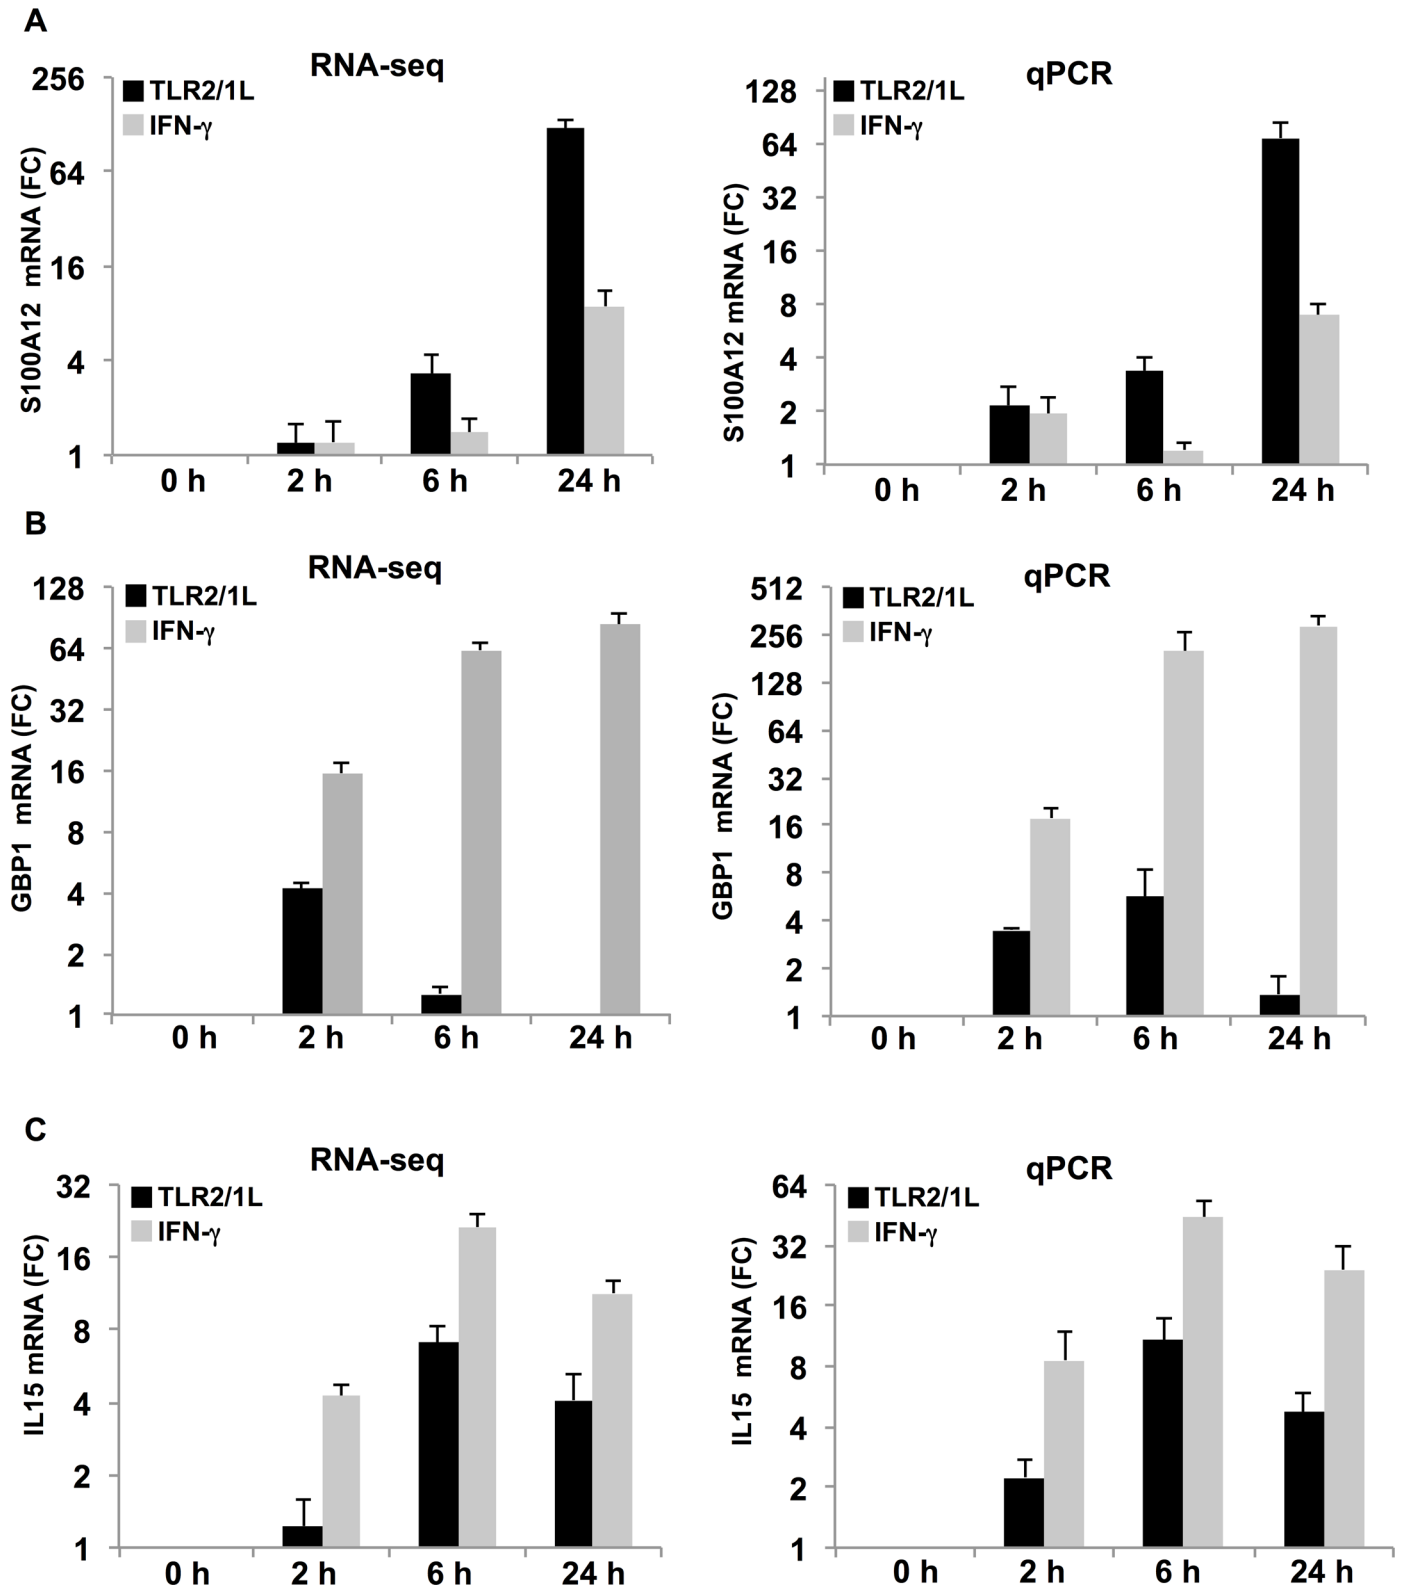 A
RNA-seq
TLR2/1L
IFN-γ
S100A12 mRNA (FC)
256
64
16
4
1
0 h 2 h 6 h 24 h
qPCR
TLR2/1L
IFN-γ
S100A12 mRNA (FC)
128
64
32
16
8
4
2
1
0 h 2 h 6 h 24 h
B
RNA-seq
TLR2/1L
IFN-γ
GBP1 mRNA (FC)
128
64
32
16
8
4
2
1
0 h 2 h 6 h 24 h
qPCR
TLR2/1L
IFN-γ
GBP1 mRNA (FC)
512
256
128
64
32
16
8
4
2
1
0 h 2 h 6 h 24 h
C
RNA-seq
TLR2/1L
IFN-γ
IL15 mRNA (FC)
32
16
8
4
2
1
0 h 2 h 6 h 24 h
qPCR
TLR2/1L
IFN-γ
IL15 mRNA (FC)
64
32
16
8
4
2
1
0 h 2 h 6 h 24 h